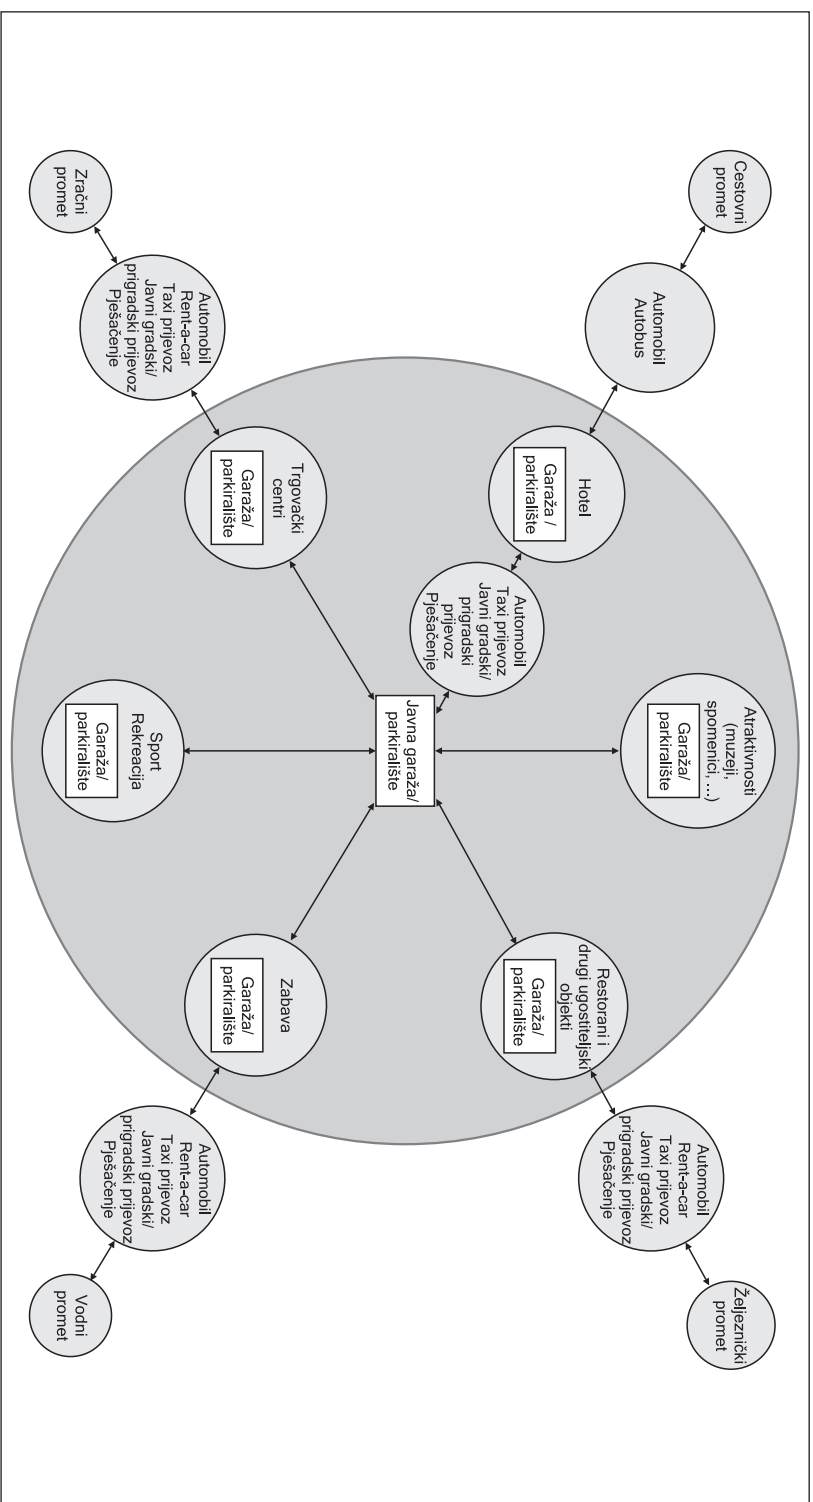 Cestovni
promet
Atraktivnosti
(muzeji,
spomenici, ...)
Garaža/
parkiralište
Željeznički
promet
Automobil
Autobus
Automobil
Rent-a-car
Taxi prijevoz
Javni gradski/
prigradski prijevoz
Pješačenje
Hotel
Garaža /
parkiralište
Restorani i
drugi ugostiteljski
objekti
Garaža/
parkiralište
Automobil
Taxi prijevoz
Javni gradski/
prigradski
prijevoz
Pješačenje
Javna garaža/
parkiralište
Trgovački
centri
Garaža/
parkiralište
Zabava
Garaža/
parkiralište
Automobil
Rent-a-car
Taxi prijevoz
Javni gradski/
prigradski prijevoz
Pješačenje
Sport
Rekreacija
Garaža/
parkiralište
Automobil
Rent-a-car
Taxi prijevoz
Javni gradski/
prigradski prijevoz
Pješačenje
Zračni
promet
Vodni
promet